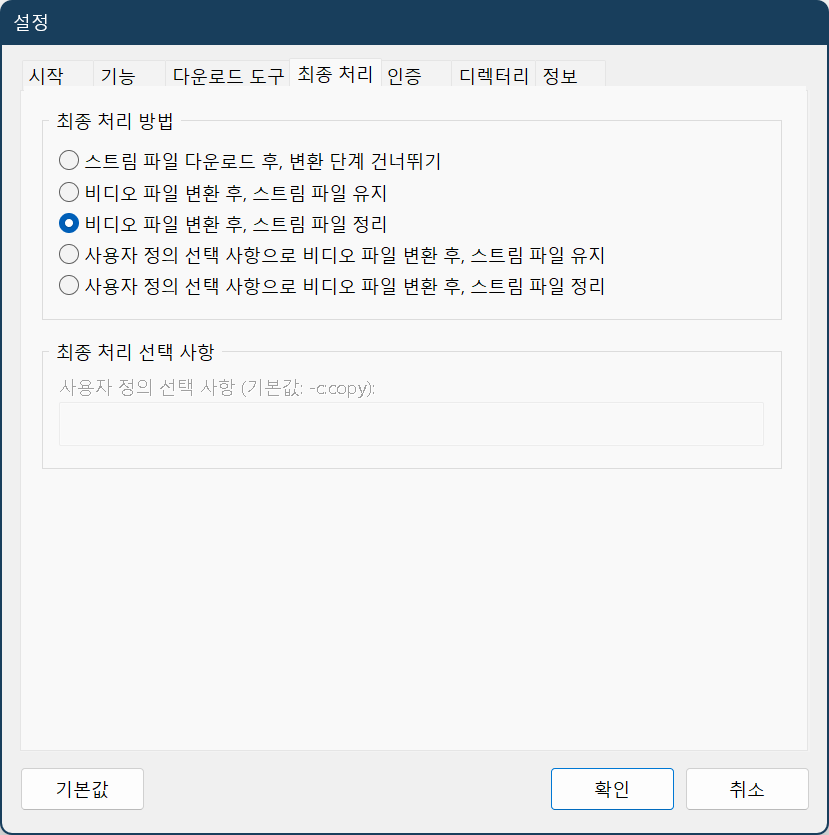 설정
시작 기능 다운로드 도구 최종 처리 인증 디렉터리 정보
최종 처리 방법
스트림 파일 다운로드 후, 변환 단계 건너뛰기
비디오 파일 변환 후, 스트림 파일 유지
비디오 파일 변환 후, 스트림 파일 정리
사용자 정의 선택 사항으로 비디오 파일 변환 후, 스트림 파일 유지
사용자 정의 선택 사항으로 비디오 파일 변환 후, 스트림 파일 정리
최종 처리 선택 사항
사용자 정의 선택 사항 (기본값: -c:copy):
기본값 확인 취소